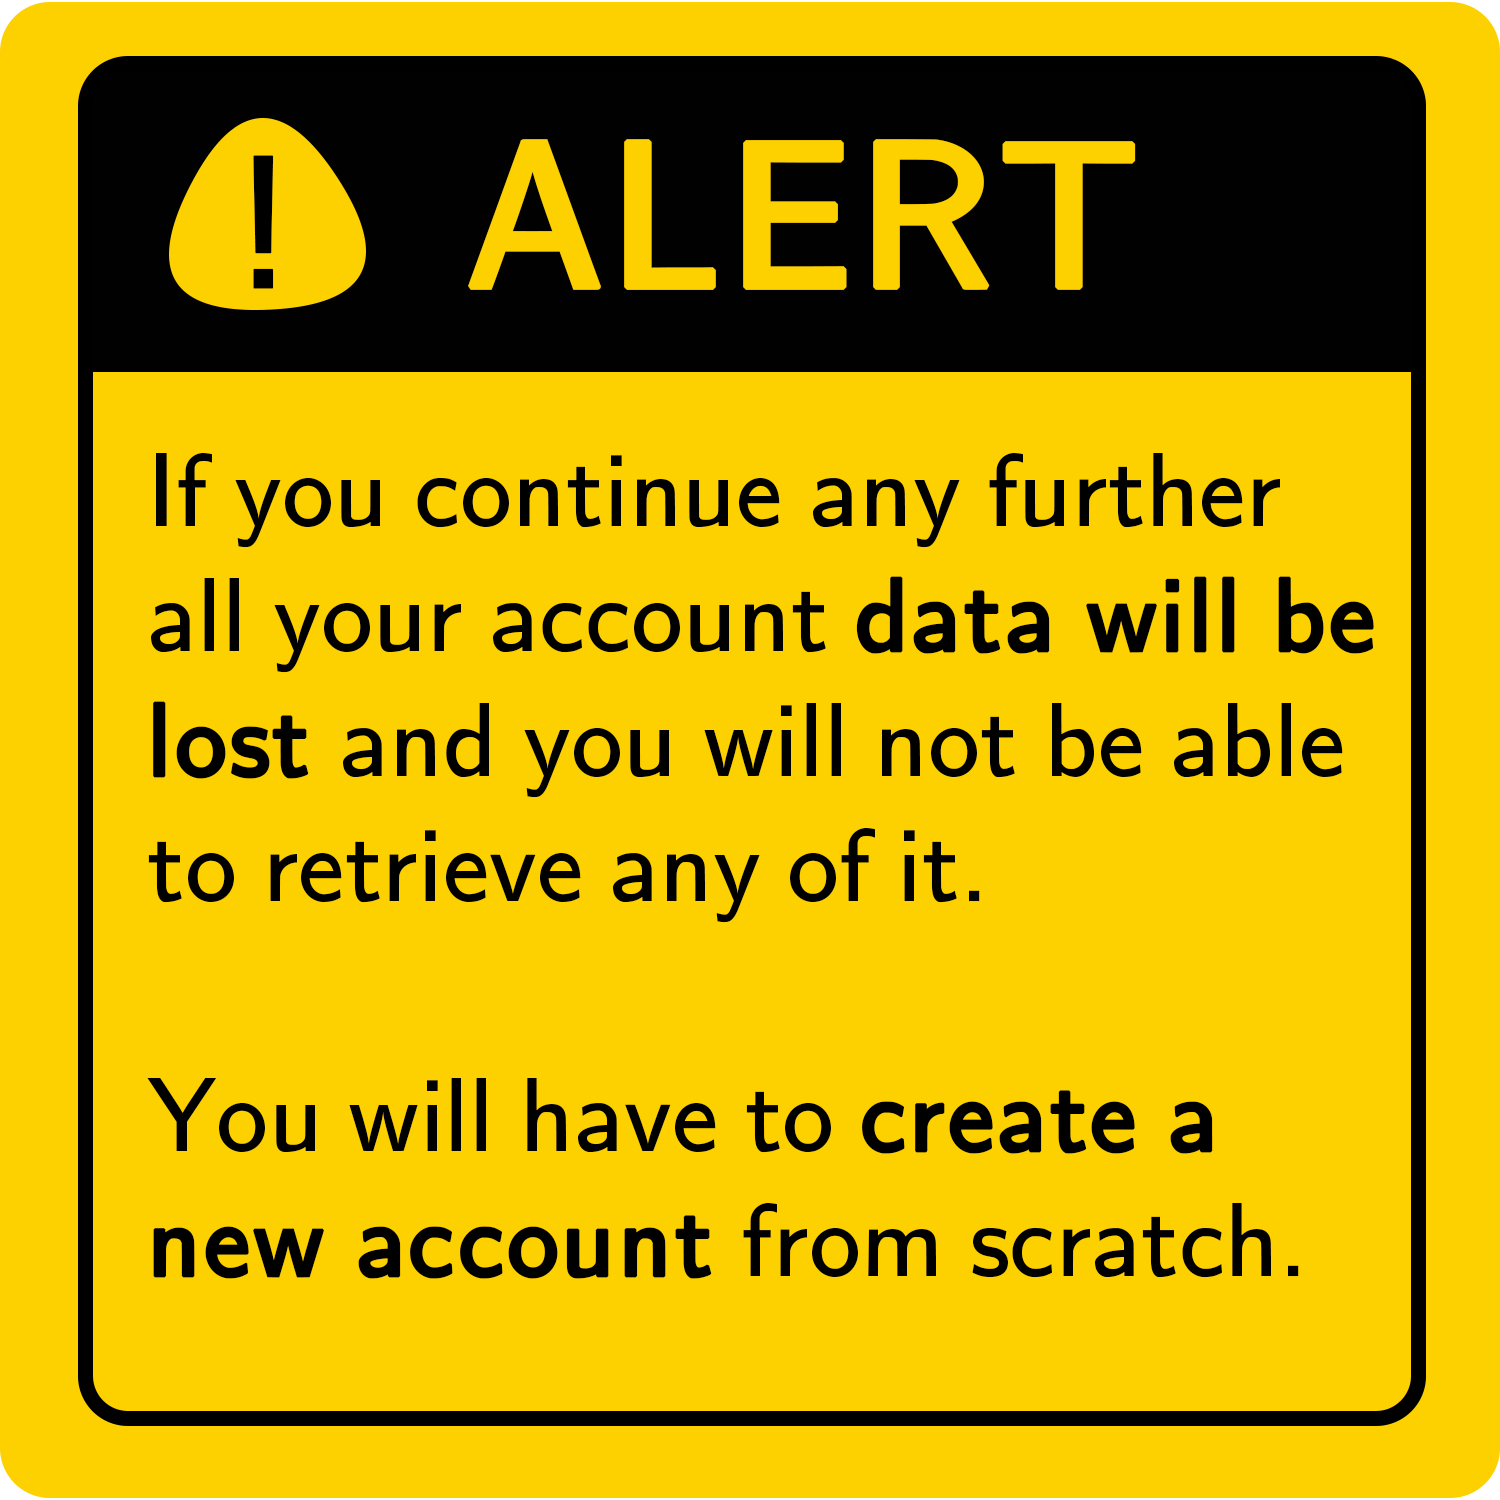 ! ALERT
If you continue any further
all your account data will be
lost and you will not be able
to retrieve any of it.
You will have to create a
new account from scratch.